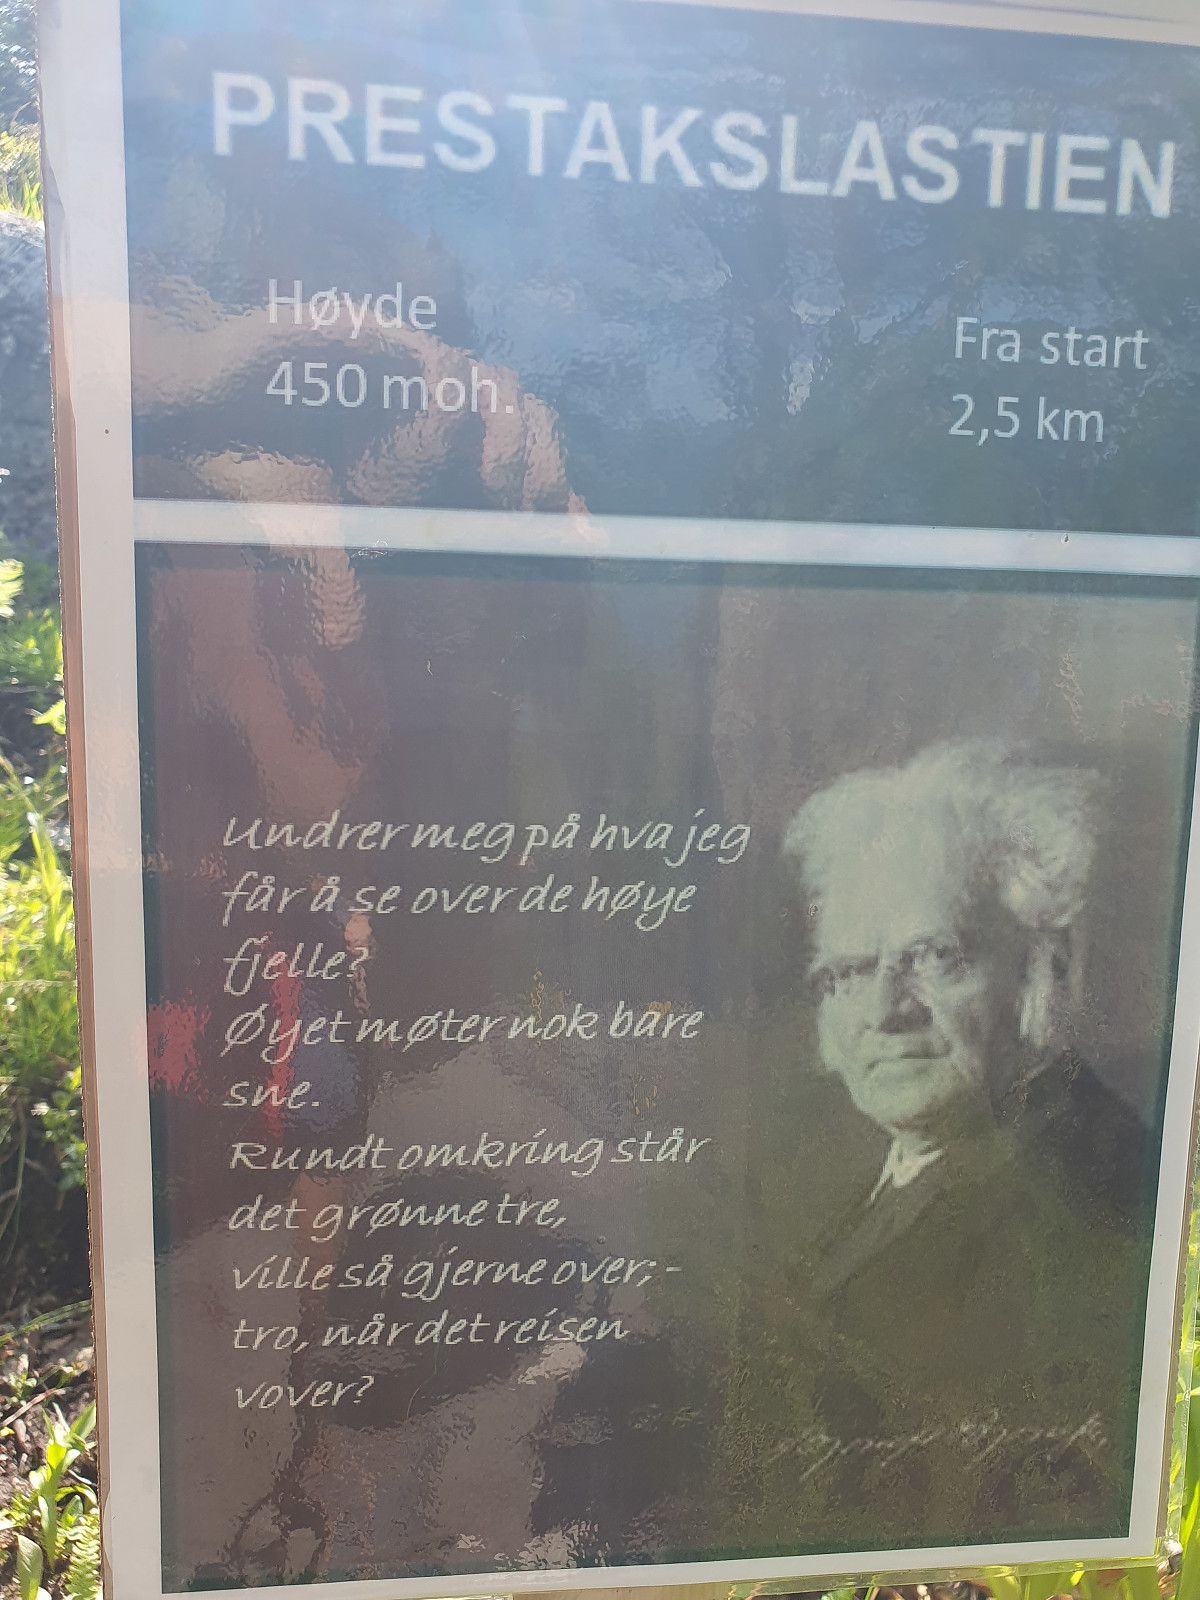 PRESTAKSLASTIEN
Høyde
450 moh.
Fra start
2,5 km
Undrer meg på hva jeg
får å se over de høye
fjelle?
Øyet møter nok bare
sne.
Rundt omkring står
det grønne tre,
ville så gjerne over; -
tro, når det reisen
vover?